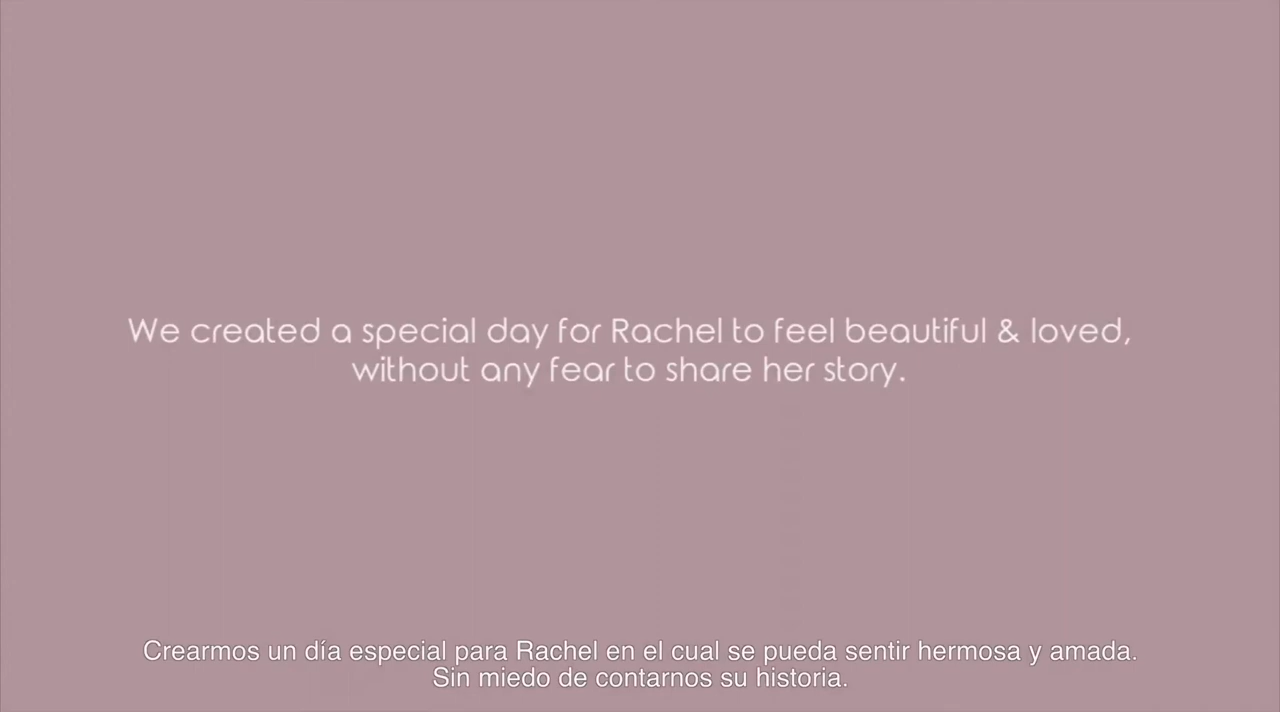 We created a special day for Rachel to feel beautiful & loved,
without any fear to share her story.
Crearmos un día especial para Rachel en el cual se pueda sentir hermosa y amada.
Sin miedo de contarnos su historia.